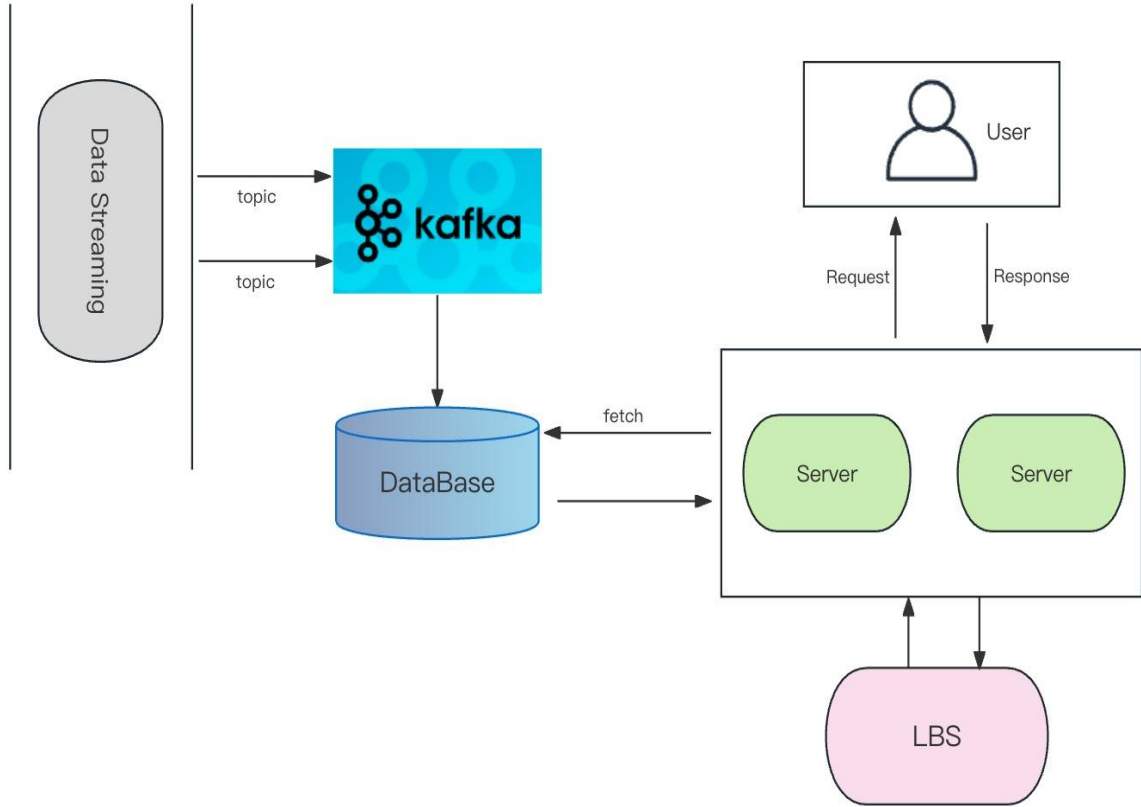 Data Streaming
topic
topic
kafka
User
Request
Response
fetch
DataBase
Server
Server
LBS